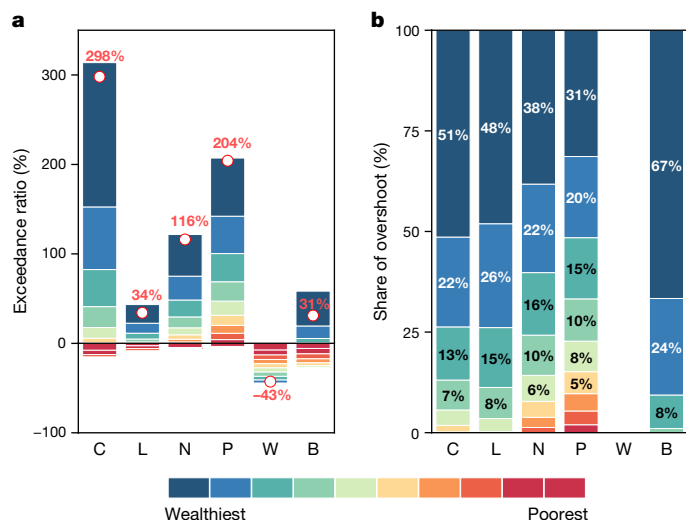 a
Exceedance ratio (%)
300
200
100
0
−100
298%
34%
116%
204%
−43%
31%
C L N P W B
b
Share of overshoot (%)
100
75
50
25
0
51% 48% 38% 31% 67%
22% 26% 22% 20% 24%
13% 15% 16% 15% 8%
7% 8% 10% 10%
6% 8%
5%
C L N P W B
Wealthiest Poorest